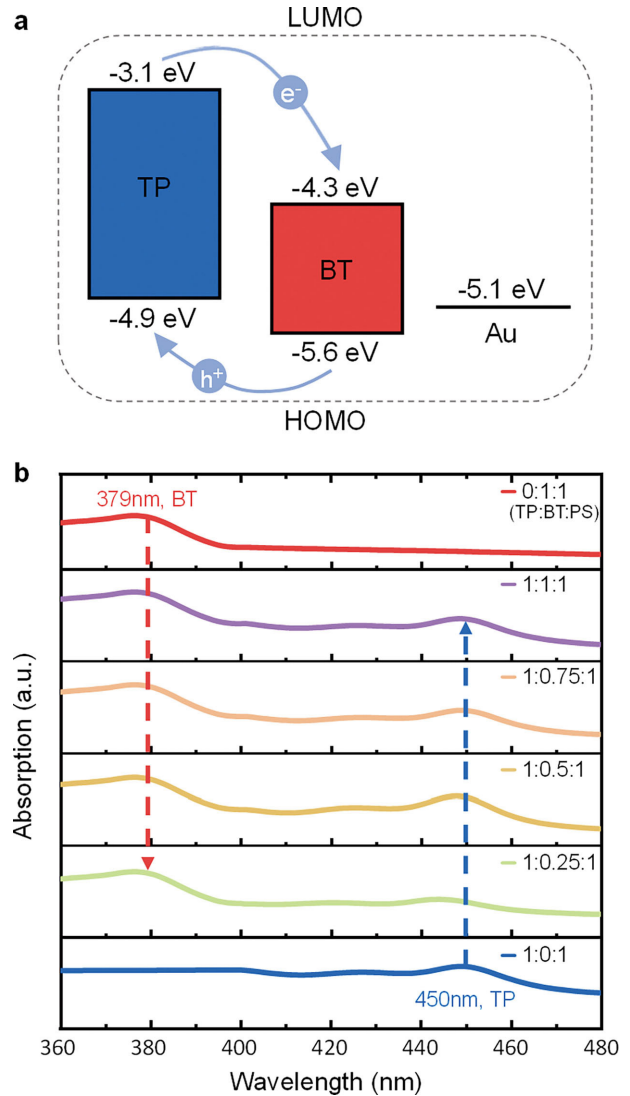 a
LUMO
-3.1 eV
e-
TP
-4.3 eV
BT
-5.1 eV
Au
-4.9 eV
-5.6 eV
h+
HOMO
b
379nm, BT
0:1:1
(TP:BT:PS)
1:1:1
1:0.75:1
1:0.5:1
1:0.25:1
1:0:1
450nm, TP
Absorption (a.u.)
360 380 400 420 440 460 480
Wavelength (nm)